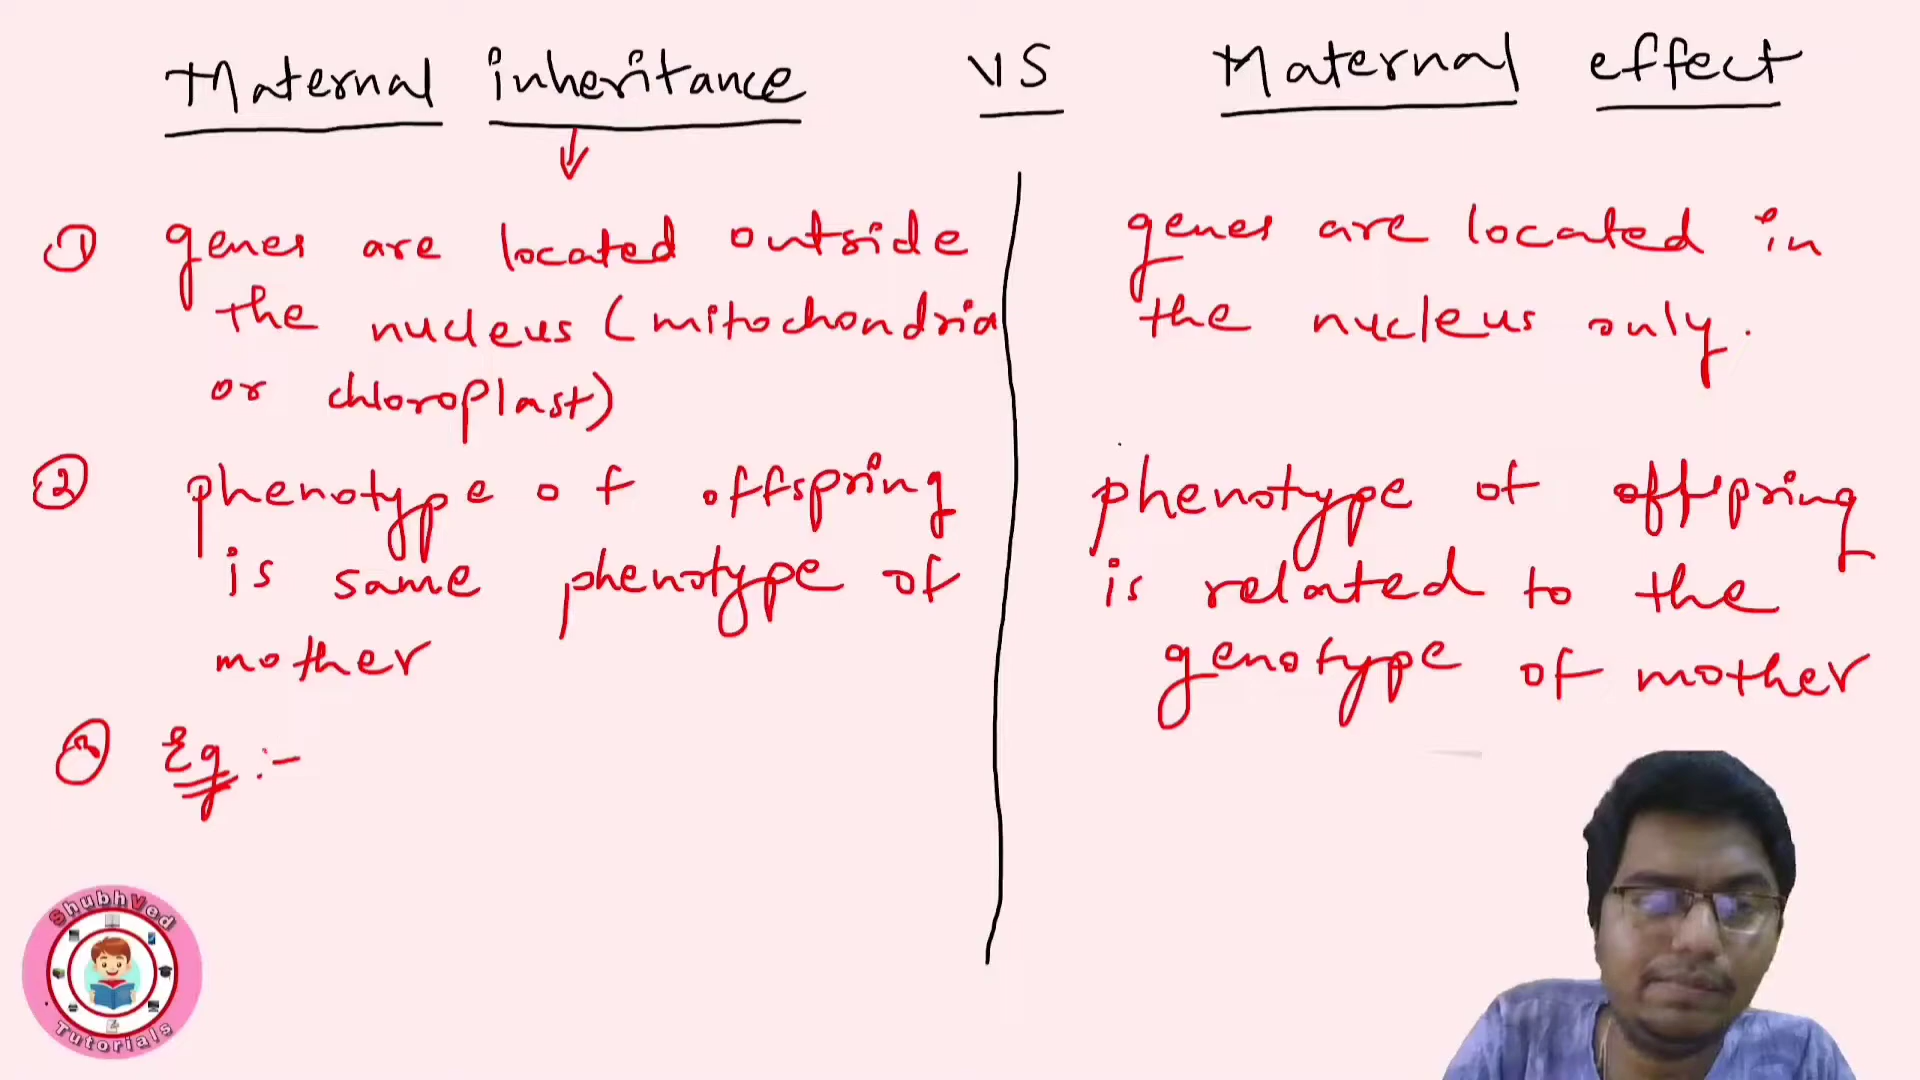 Maternal inheritance VS Maternal effect
① genes are located outside
the nucleus (mitochondria
or chloroplast)
genes are located in
the nucleus only.
② phenotype of offspring
is same phenotype of
mother
phenotype of offspring
is related to the
genotype of mother
③ Eg :-
ShubhVed
Tutorials